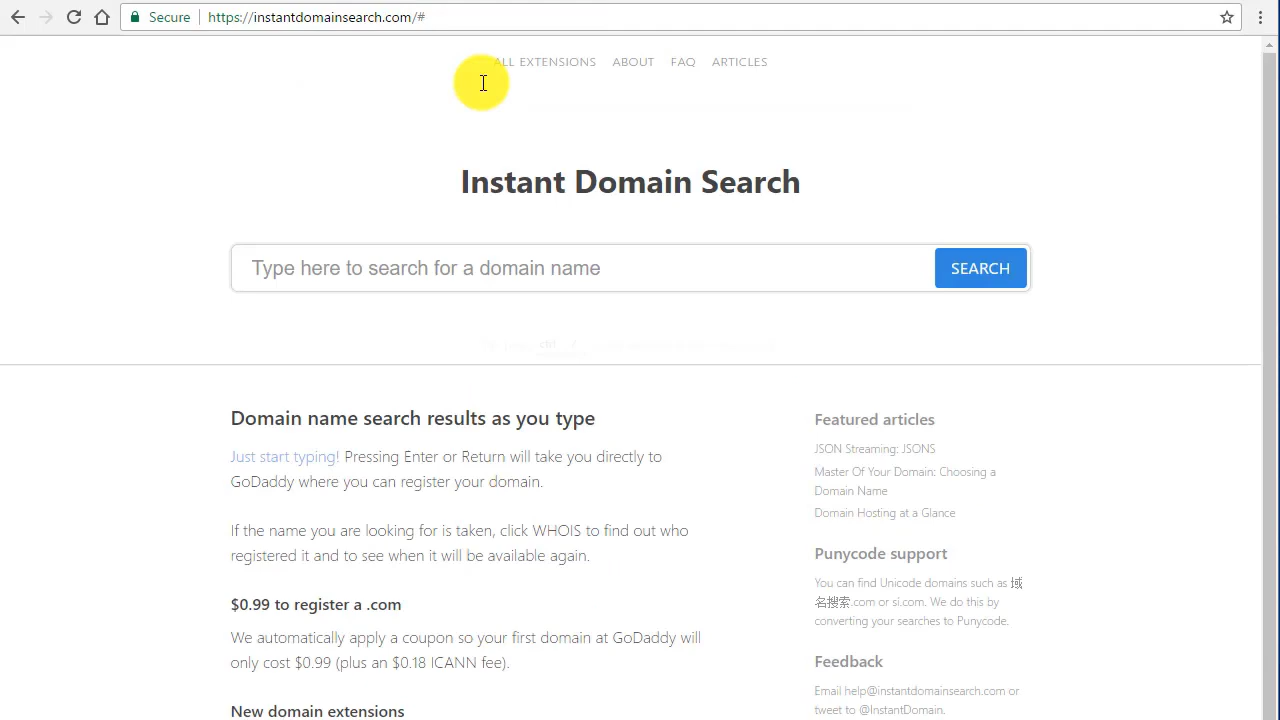 Secure https://instantdomainsearch.com/#
ALL EXTENSIONS ABOUT FAQ ARTICLES
Instant Domain Search
Type here to search for a domain name SEARCH
ctrl /
Domain name search results as you type
Just start typing! Pressing Enter or Return will take you directly to
GoDaddy where you can register your domain.
If the name you are looking for is taken, click WHOIS to find out who
registered it and to see when it will be available again.
$0.99 to register a .com
We automatically apply a coupon so your first domain at GoDaddy will
only cost $0.99 (plus an $0.18 ICANN fee).
New domain extensions
Featured articles
JSON Streaming: JSONS
Master Of Your Domain: Choosing a
Domain Name
Domain Hosting at a Glance
Punycode support
You can find Unicode domains such as 域
名搜索.com or si.com. We do this by
converting your searches to Punycode.
Feedback
Email help@instantdomainsearch.com or
tweet to @InstantDomain.